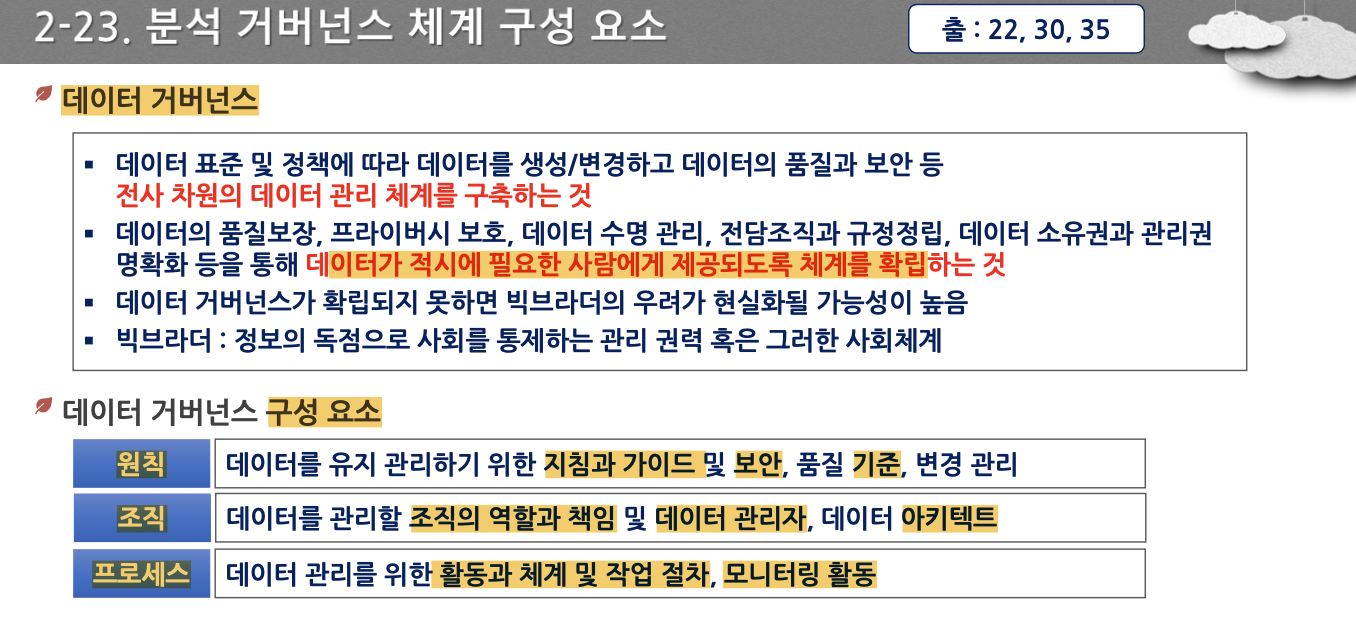 2-23. 분석 거버넌스 체계 구성 요소
출 : 22, 30, 35
데이터 거버넌스
▪ 데이터 표준 및 정책에 따라 데이터를 생성/변경하고 데이터의 품질과 보안 등
전사 차원의 데이터 관리 체계를 구축하는 것
▪ 데이터의 품질보장, 프라이버시 보호, 데이터 수명 관리, 전담조직과 규정정립, 데이터 소유권과 관리권
명확화 등을 통해 데이터가 적시에 필요한 사람에게 제공되도록 체계를 확립하는 것
▪ 데이터 거버넌스가 확립되지 못하면 빅브라더의 우려가 현실화될 가능성이 높음
▪ 빅브라더 : 정보의 독점으로 사회를 통제하는 관리 권력 혹은 그러한 사회체계
데이터 거버넌스 구성 요소
원칙 데이터를 유지 관리하기 위한 지침과 가이드 및 보안, 품질 기준, 변경 관리
조직 데이터를 관리할 조직의 역할과 책임 및 데이터 관리자, 데이터 아키텍트
프로세스 데이터 관리를 위한 활동과 체계 및 작업 절차, 모니터링 활동